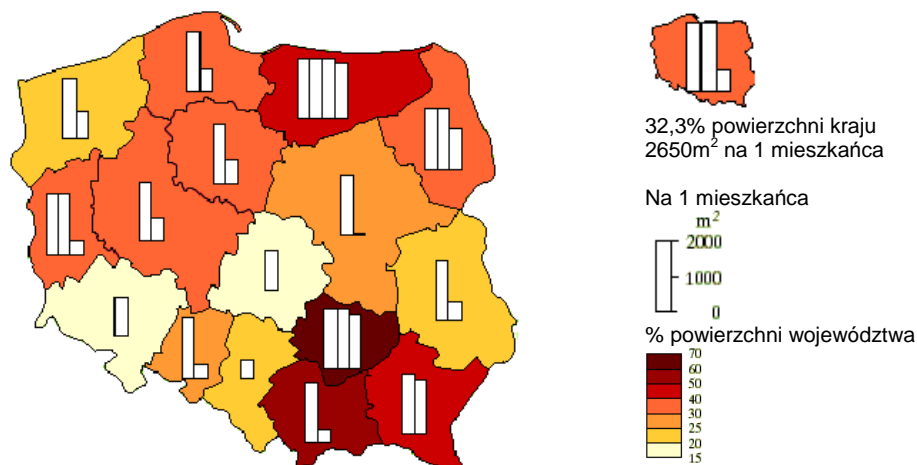 32,3% powierzchni kraju
2650m² na 1 mieszkańca
Na 1 mieszkańca
m²
2000
1000
0
% powierzchni województwa
70
60
50
40
30
25
20
15